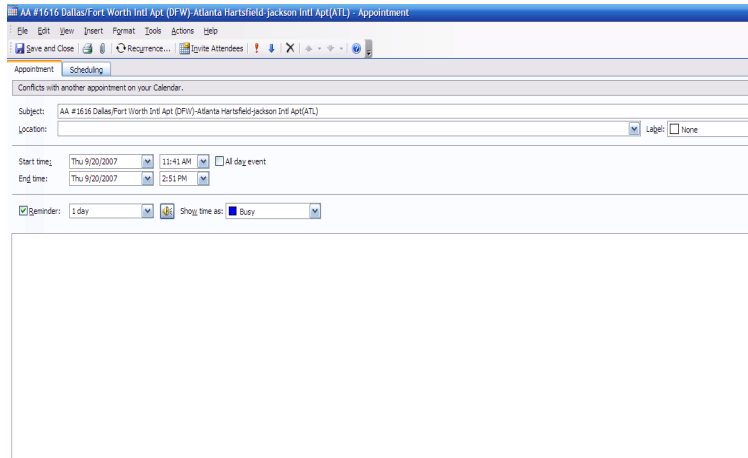 AA #1616 Dallas/Fort Worth Intl Apt (DFW)-Atlanta Hartsfield-jackson Intl Apt(ATL) - Appointment
File Edit View Insert Format Tools Actions Help
Save and Close Recurrence... Invite Attendees
Appointment Scheduling
Conflicts with another appointment on your Calendar.
Subject: AA #1616 Dallas/Fort Worth Intl Apt (DFW)-Atlanta Hartsfield-jackson Intl Apt(ATL)
Location: Label: None
Start time: Thu 9/20/2007 11:41 AM All day event
End time: Thu 9/20/2007 2:51 PM
Reminder: 1 day Show time as: Busy